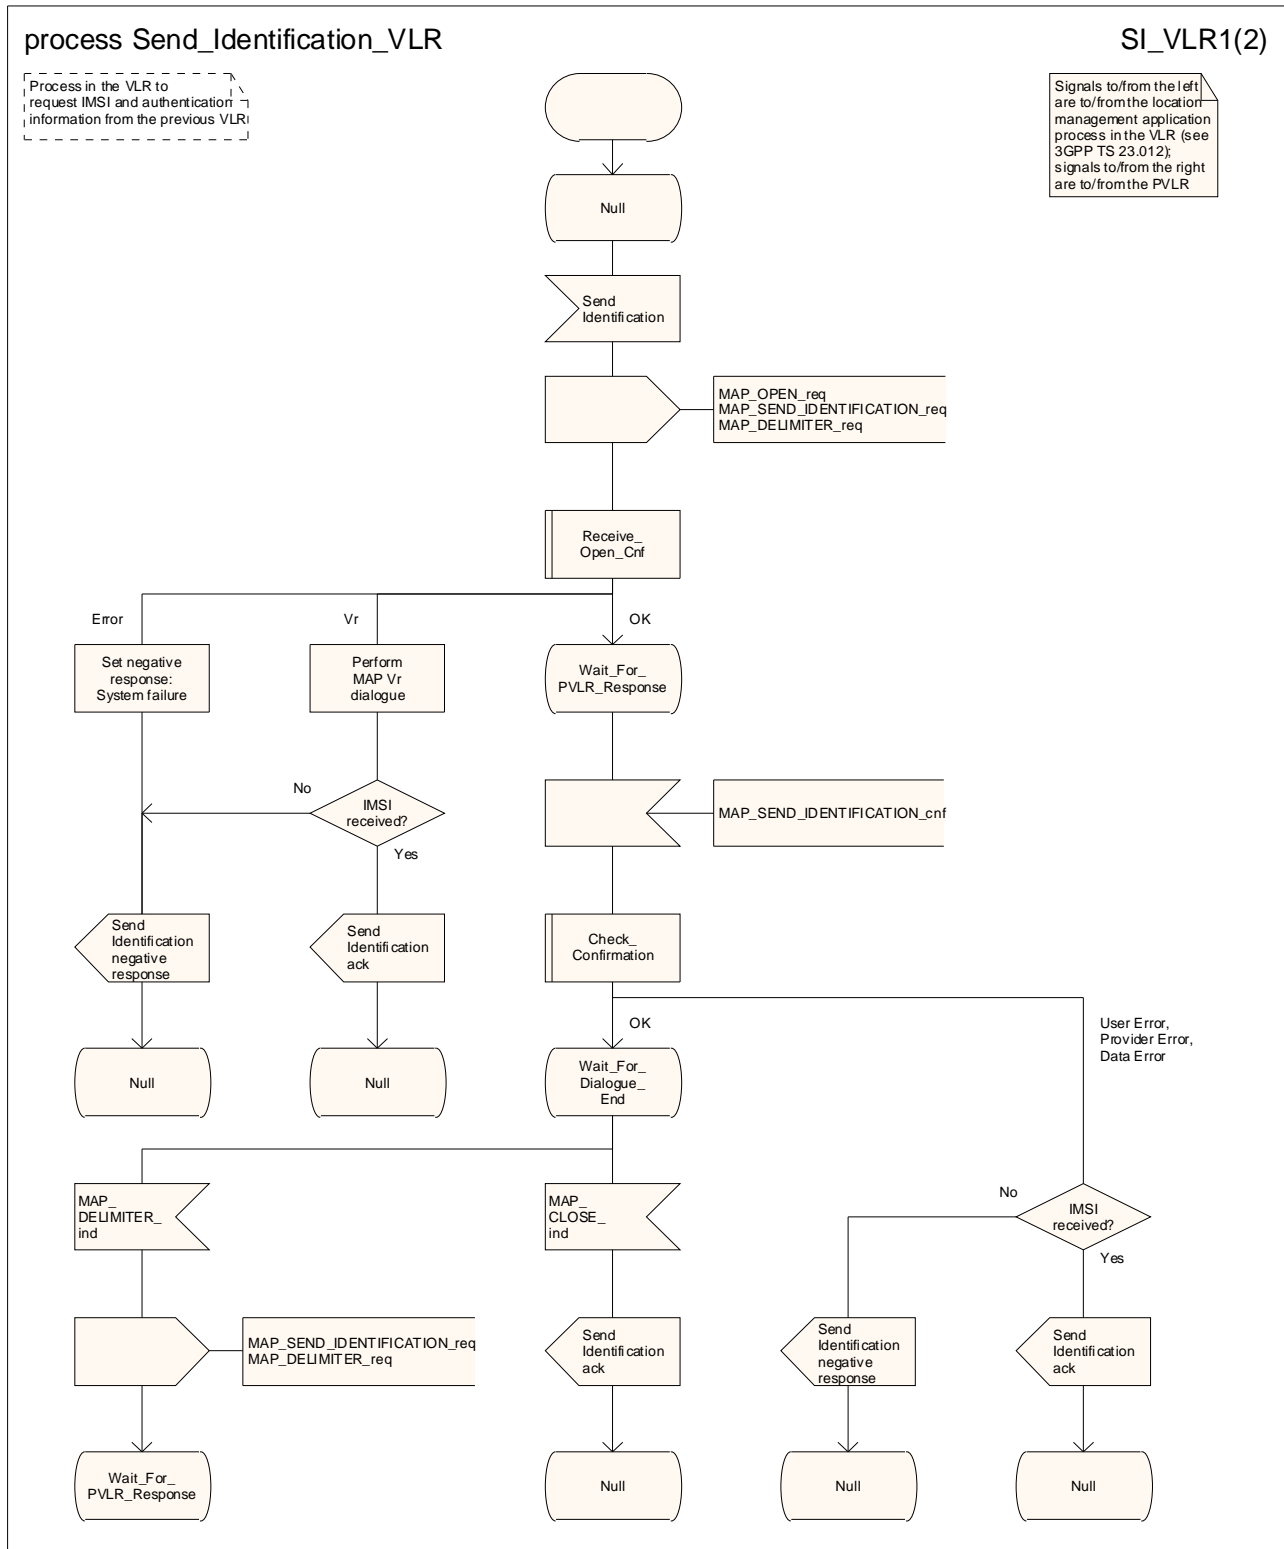 process Send_Identification_VLR
SI_VLR1(2)
Process in the VLR to
request IMSI and authentication
information from the previous VLR
Signals to/from the left
are to/from the location
management application
process in the VLR (see
3GPP TS 23.012);
signals to/from the right
are to/from the PVLR
Null
Send
Identification
MAP_OPEN_req
MAP_SEND_IDENTIFICATION_req
MAP_DELIMITER_req
Receive_
Open_Cnf
Error
Vr
OK
Set negative
response:
System failure
Perform
MAP Vr
dialogue
Wait_For_
PVLR_Response
No
IMSI
received?
Yes
MAP_SEND_IDENTIFICATION_cnf
Send
Identification
negative
response
Send
Identification
ack
Check_
Confirmation
OK
User Error,
Provider Error,
Data Error
Null
Null
Wait_For_
Dialogue_
End
MAP_
DELIMITER_
ind
MAP_
CLOSE_
ind
No
IMSI
received?
Yes
MAP_SEND_IDENTIFICATION_req
MAP_DELIMITER_req
Send
Identification
ack
Send
Identification
negative
response
Send
Identification
ack
Wait_For_
PVLR_Response
Null
Null
Null